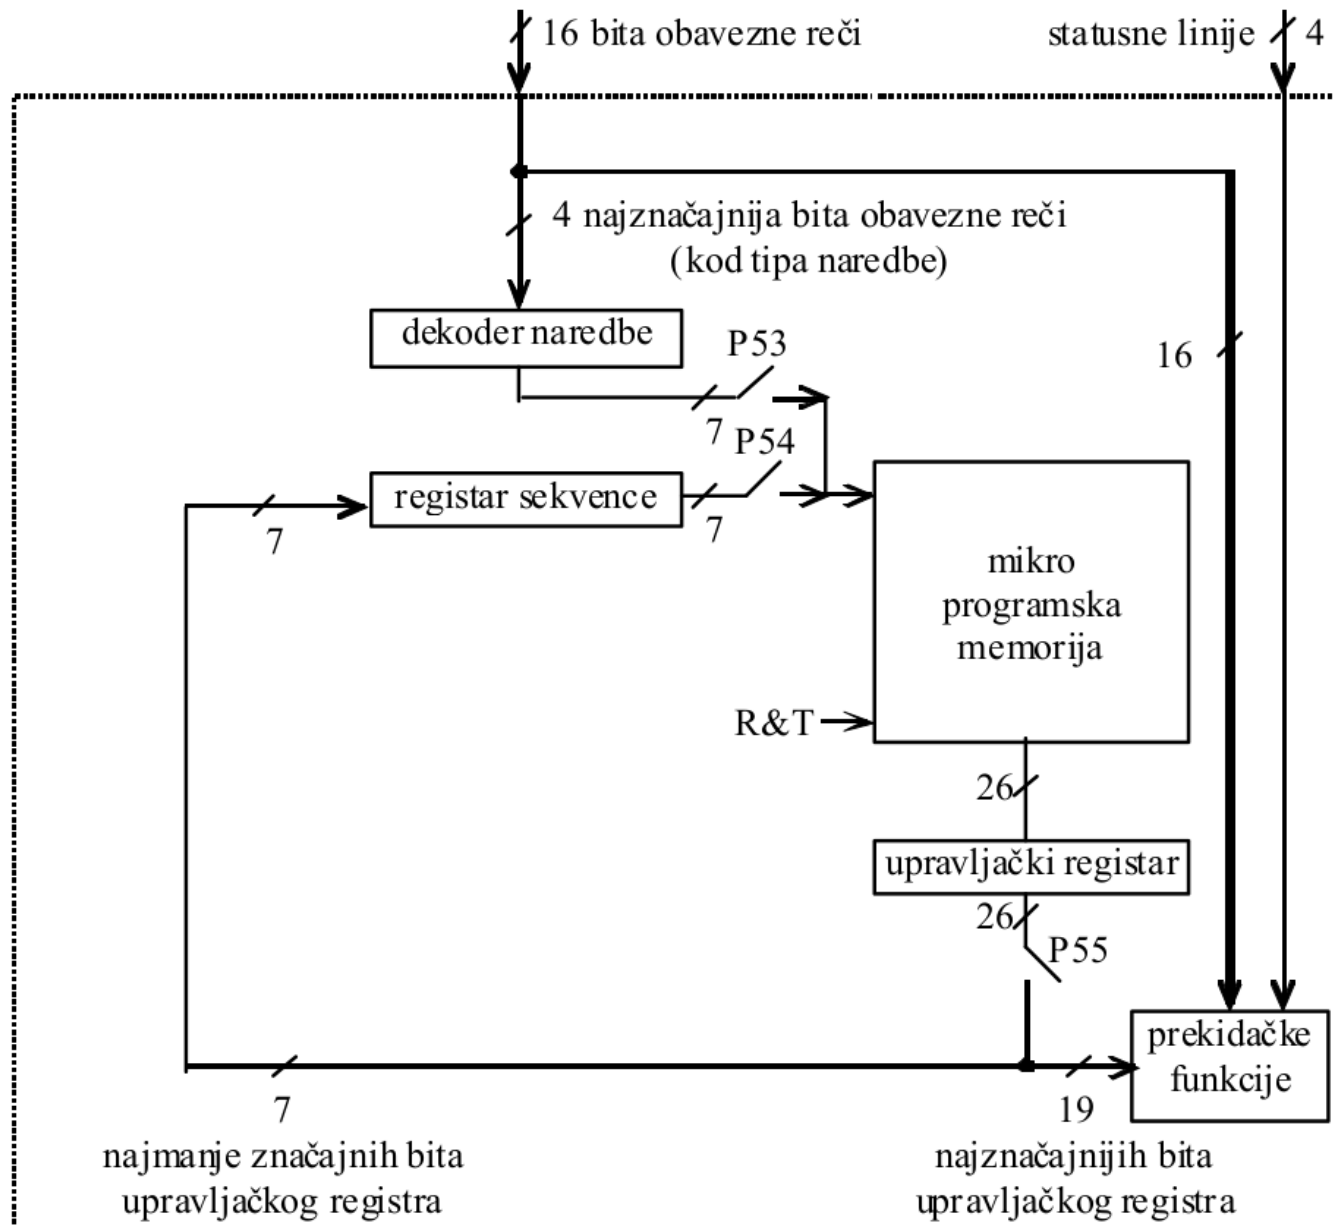 16 bita obavezne reči
statusne linije
4
4 najznačajnija bita obavezne reči
(kod tipa naredbe)
dekoder naredbe
P53
16
7
P54
registar sekvence
7
7
mikro
programska
memorija
R&T
26
upravljački registar
26
P55
prekidačke
funkcije
7
19
najmanje značajnih bita
upravljačkog registra
najznačajnijih bita
upravljačkog registra